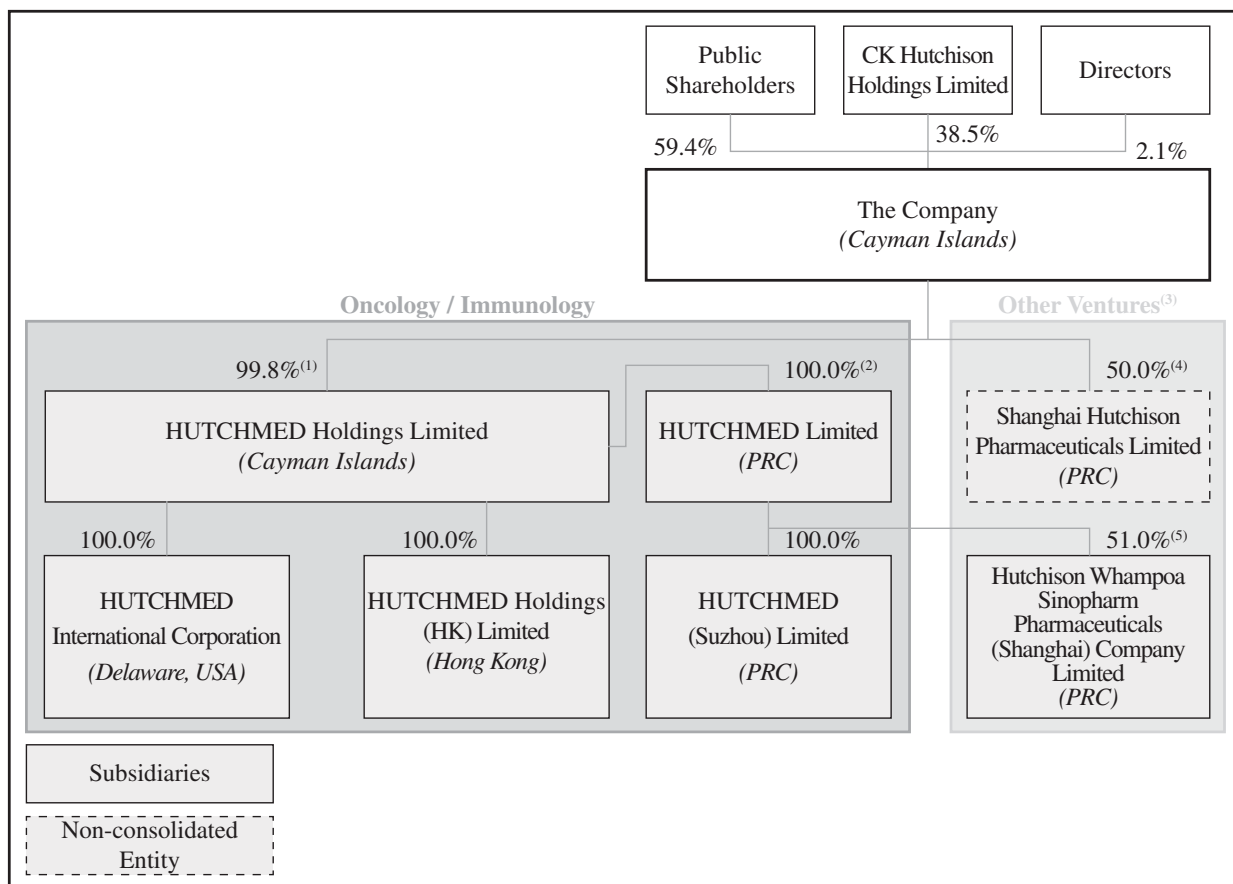 Public
Shareholders
CK Hutchison
Holdings Limited
Directors
59.4%
38.5%
2.1%
The Company
(Cayman Islands)
Oncology / Immunology
Other Ventures(3)
99.8%(1)
100.0%(2)
50.0%(4)
HUTCHMED Holdings Limited
(Cayman Islands)
HUTCHMED Limited
(PRC)
Shanghai Hutchison
Pharmaceuticals Limited
(PRC)
100.0%
100.0%
100.0%
51.0%(5)
HUTCHMED
International Corporation
(Delaware, USA)
HUTCHMED Holdings
(HK) Limited
(Hong Kong)
HUTCHMED
(Suzhou) Limited
(PRC)
Hutchison Whampoa
Sinopharm
Pharmaceuticals
(Shanghai) Company
Limited
(PRC)
Subsidiaries
Non-consolidated
Entity